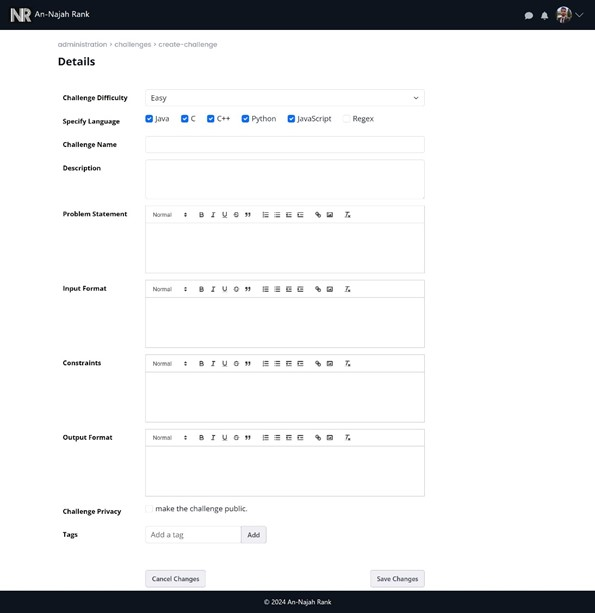 NR An-Najah Rank
administration > challenges > create-challenge
Details
Challenge Difficulty Easy
Specify Language Java C C++ Python JavaScript Regex
Challenge Name
Description
Problem Statement Normal B I U S
Input Format Normal B I U S
Constraints Normal B I U S
Output Format Normal B I U S
Challenge Privacy make the challenge public.
Tags Add a tag Add
Cancel Changes Save Changes
© 2024 An-Najah Rank